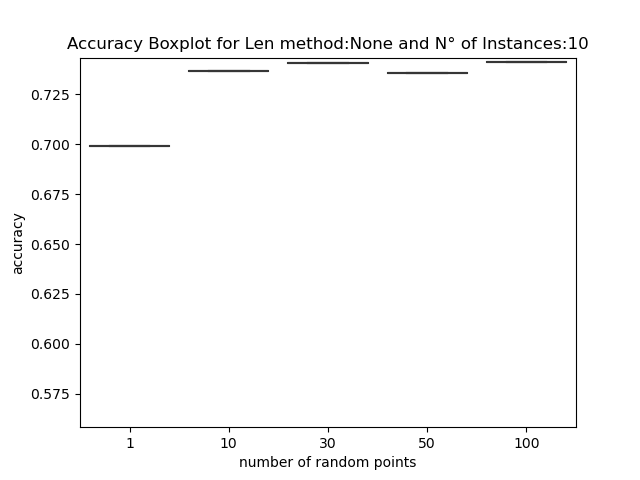 Accuracy Boxplot for Len method:None and N° of Instances:10
0.725
0.700
0.675
0.650
0.625
0.600
0.575
accuracy
1 10 30 50 100
number of random points